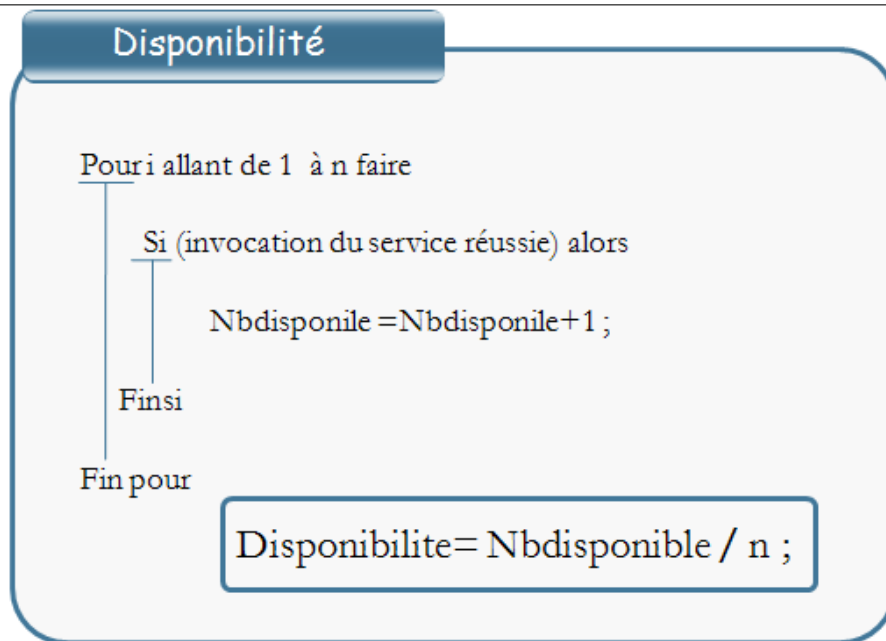 Disponibilité
Pour i allant de 1 à n faire
Si (invocation du service réussie) alors
Nbdisponile =Nbdisponile+1 ;
Finsi
Fin pour
Disponibilite= Nbdisponible / n ;